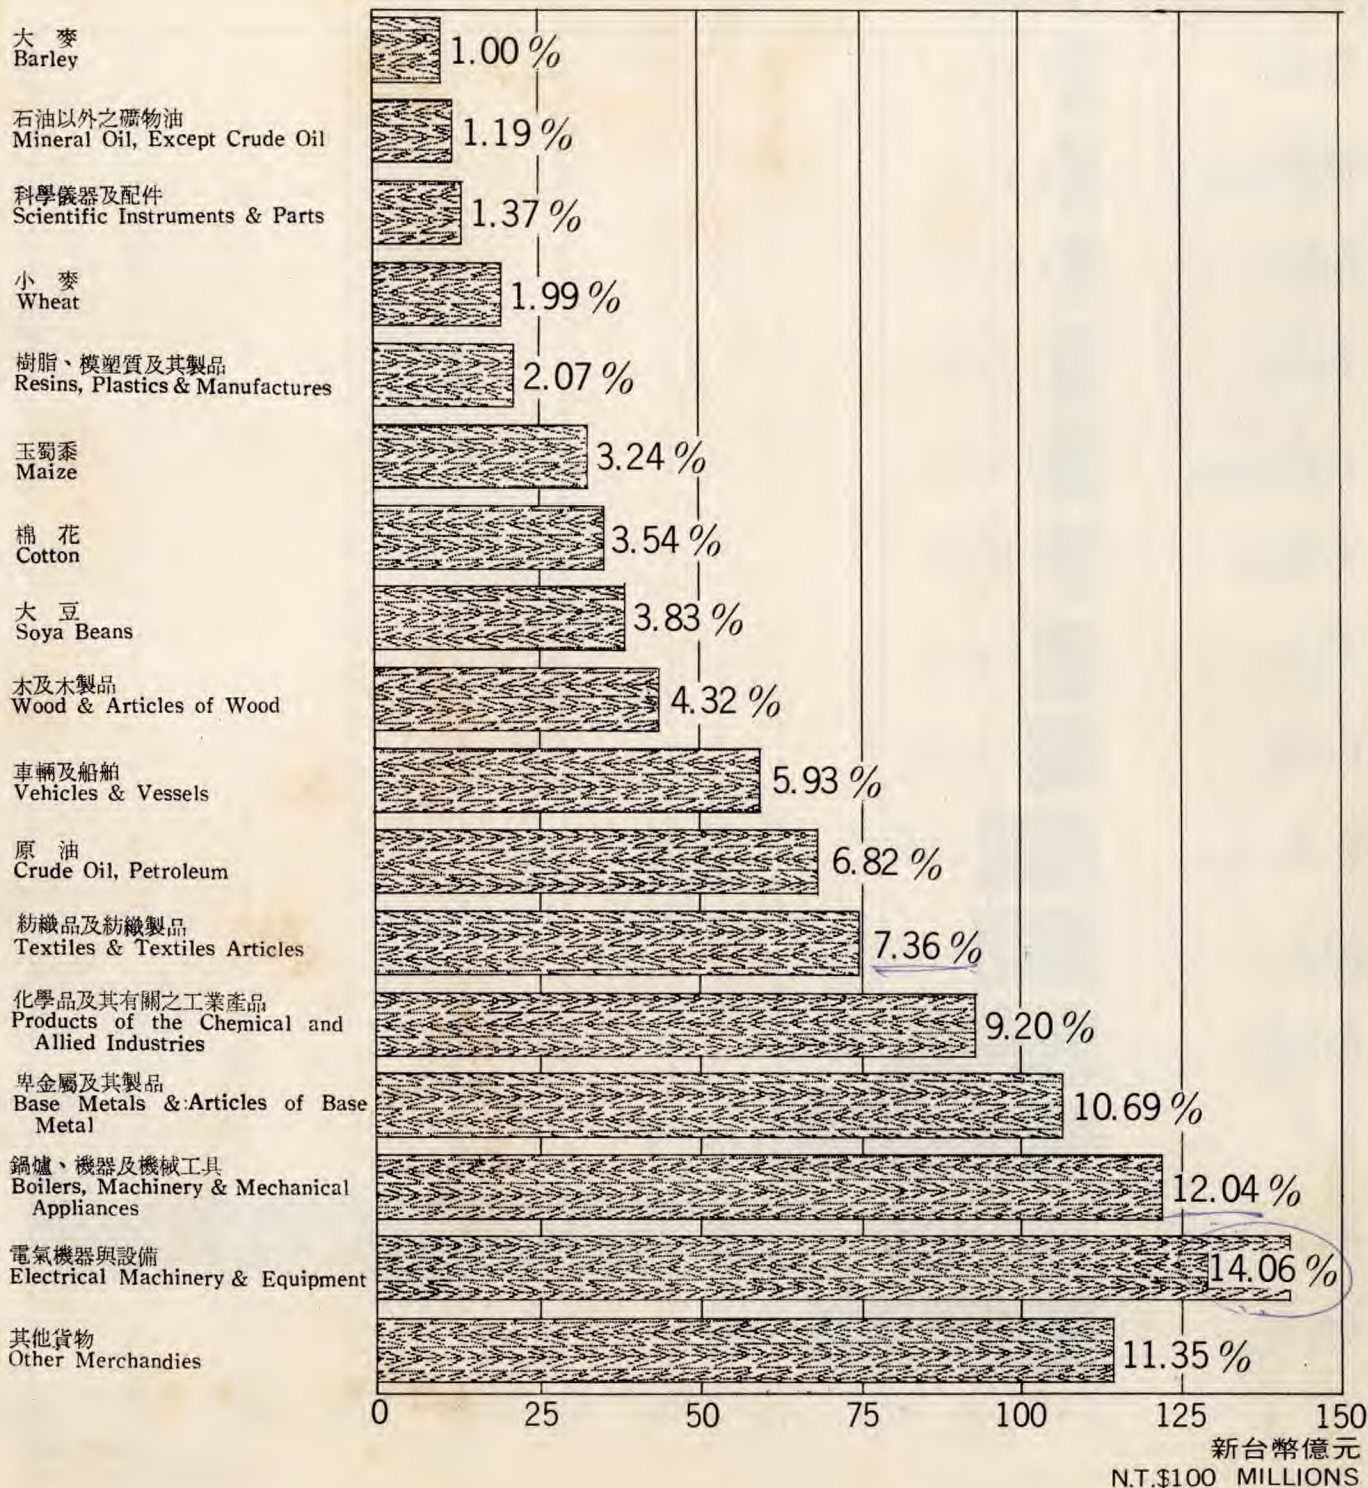 大 麥
Barley
1.00 %
石油以外之礦物油
Mineral Oil, Except Crude Oil
1.19 %
科學儀器及配件
Scientific Instruments & Parts
1.37 %
小 麥
Wheat
1.99 %
樹脂、模塑質及其製品
Resins, Plastics & Manufactures
2.07 %
玉蜀黍
Maize
3.24 %
棉 花
Cotton
3.54 %
大 豆
Soya Beans
3.83 %
木及木製品
Wood & Articles of Wood
4.32 %
車輛及船舶
Vehicles & Vessels
5.93 %
原 油
Crude Oil, Petroleum
6.82 %
紡織品及紡織製品
Textiles & Textiles Articles
7.36 %
化學品及其有關之工業產品
Products of the Chemical and
Allied Industries
9.20 %
卑金屬及其製品
Base Metals & Articles of Base
Metal
10.69 %
鍋爐、機器及機械工具
Boilers, Machinery & Mechanical
Appliances
12.04 %
電氣機器與設備
Electrical Machinery & Equipment
14.06 %
其他貨物
Other Merchandies
11.35 %
0 25 50 75 100 125 150
新台幣億元
N.T.$100 MILLIONS